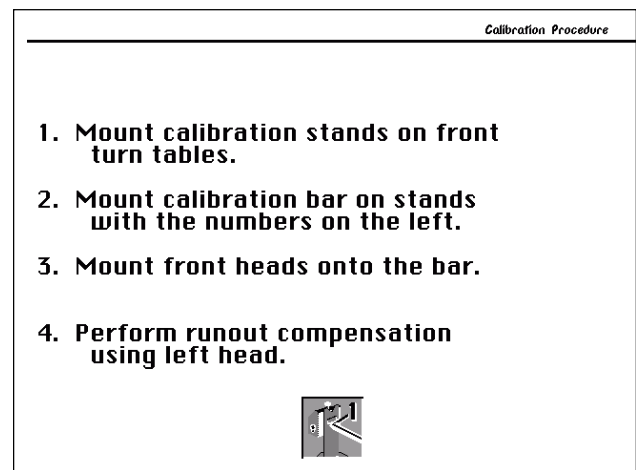 Calibration Procedure
1. Mount calibration stands on front
turn tables.
2. Mount calibration bar on stands
with the numbers on the left.
3. Mount front heads onto the bar.
4. Perform runout compensation
using left head.
1